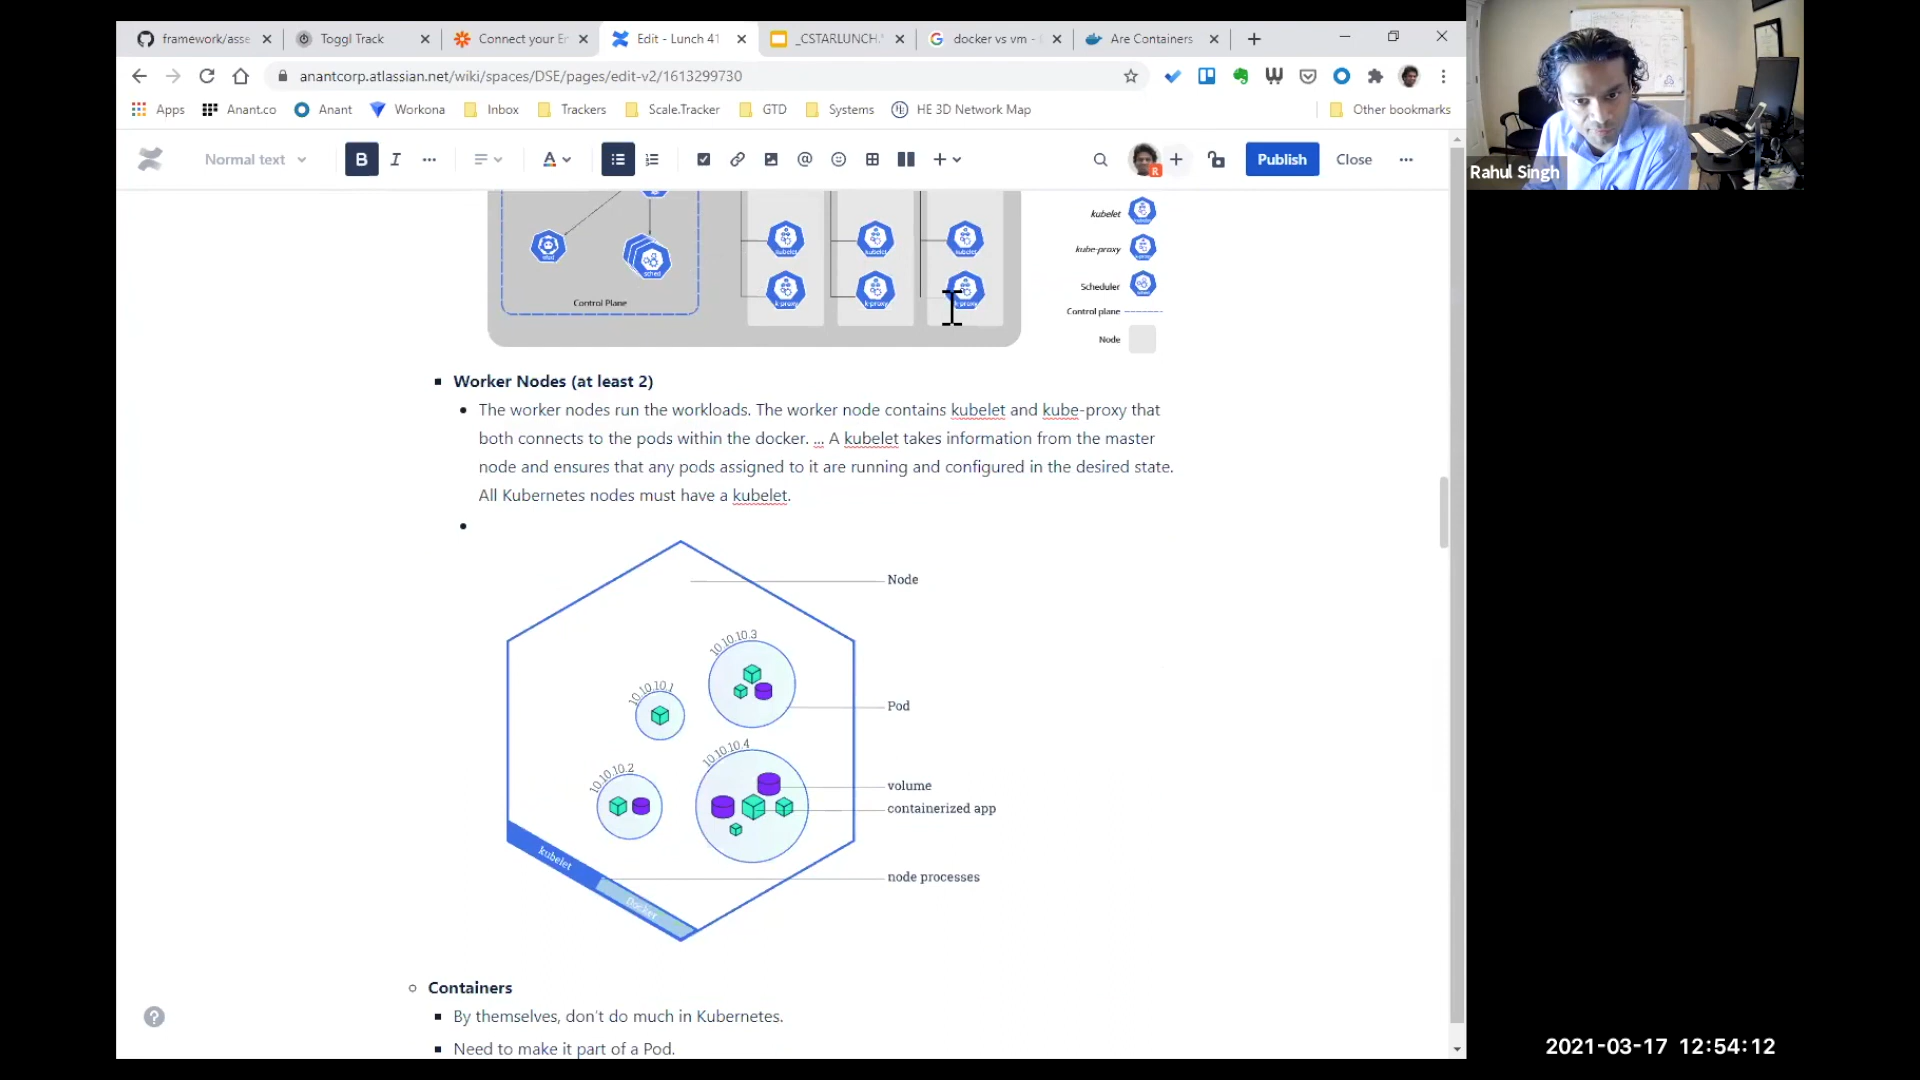 framework/asse
Toggl Track
Connect your E
Edit - Lunch 41
_CSTARLUNCH.
docker vs vm -
Are Containers
anantcorp.atlassian.net/wiki/spaces/DSE/pages/edit-v2/1613299730
Apps
Anant.co
Anant
Workona
Inbox
Trackers
Scale.Tracker
GTD
Systems
HE 3D Network Map
Other bookmarks
Normal text
B
I
A
R
Publish
Close
Rahul Singh
etcd
sched
Control Plane
kubelet
kubelet
kubelet
k-proxy
k-proxy
k-proxy
kubelet
kube-proxy
Scheduler
Control plane
Node
Worker Nodes (at least 2)
The worker nodes run the workloads. The worker node contains kubelet and kube-proxy that
both connects to the pods within the docker. ... A kubelet takes information from the master
node and ensures that any pods assigned to it are running and configured in the desired state.
All Kubernetes nodes must have a kubelet.
Node
10.10.10.3
10.10.10.1
Pod
10.10.10.4
10.10.10.2
volume
containerized app
kubelet
node processes
Docker
Containers
By themselves, don't do much in Kubernetes.
Need to make it part of a Pod.
2021-03-17 12:54:12